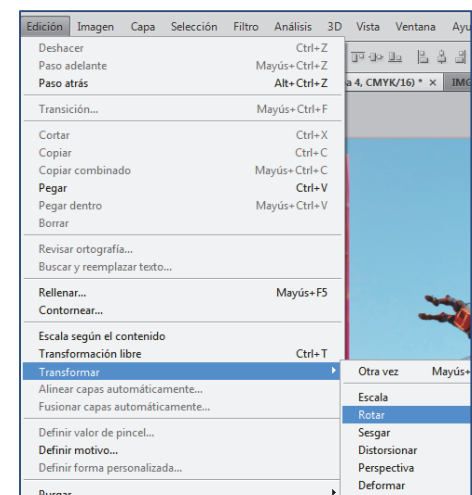 Edición Imagen Capa Selección Filtro Análisis 3D Vista Ventana Ayu
Deshacer Ctrl+Z
Paso adelante Mayús+Ctrl+Z
Paso atrás Alt+Ctrl+Z
a 4, CMYK/16) * × IMG
Transición... Mayús+Ctrl+F
Cortar Ctrl+X
Copiar Ctrl+C
Copiar combinado Mayús+Ctrl+C
Pegar Ctrl+V
Pegar dentro Mayús+Ctrl+V
Borrar
Revisar ortografía...
Buscar y reemplazar texto...
Rellenar... Mayús+F5
Contornear...
Escala según el contenido
Transformación libre Ctrl+T
Transformar
Alinear capas automáticamente...
Fusionar capas automáticamente...
Definir valor de pincel...
Definir motivo...
Definir forma personalizada...
Purgar
Otra vez Mayús+
Escala
Rotar
Sesgar
Distorsionar
Perspectiva
Deformar